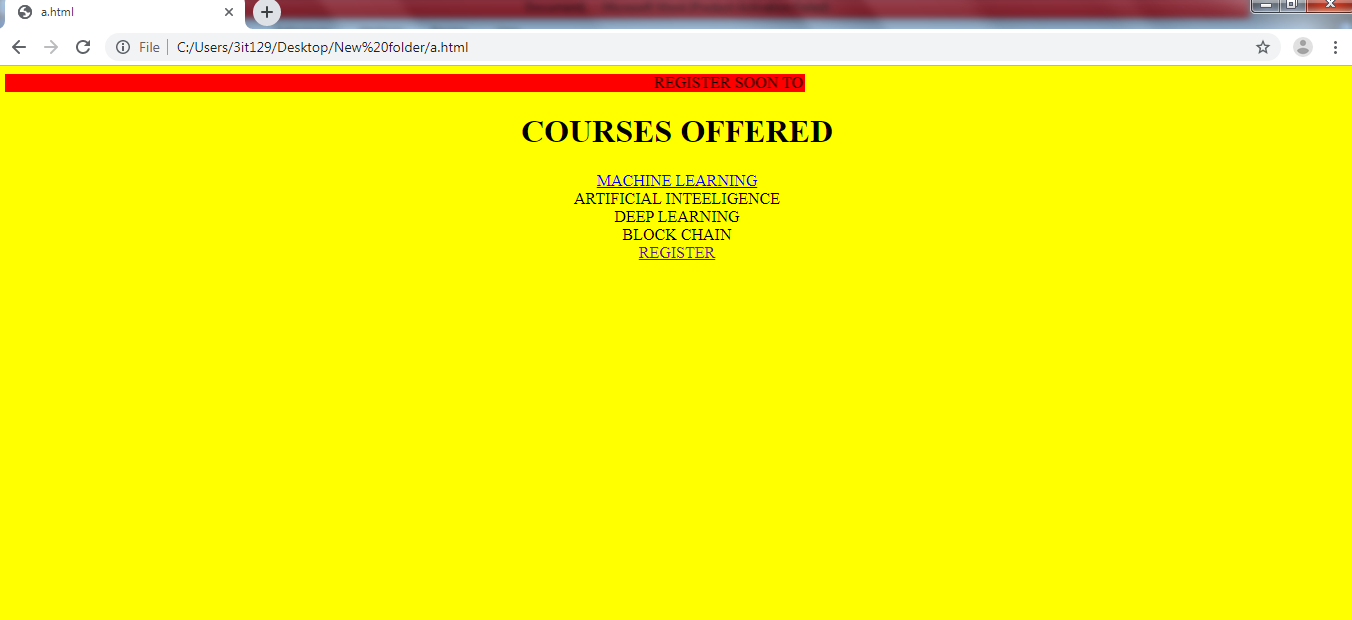 a.html
File C:/Users/3it129/Desktop/New%20folder/a.html
REGISTER SOON TO
COURSES OFFERED
MACHINE LEARNING
ARTIFICIAL INTEELIGENCE
DEEP LEARNING
BLOCK CHAIN
REGISTER